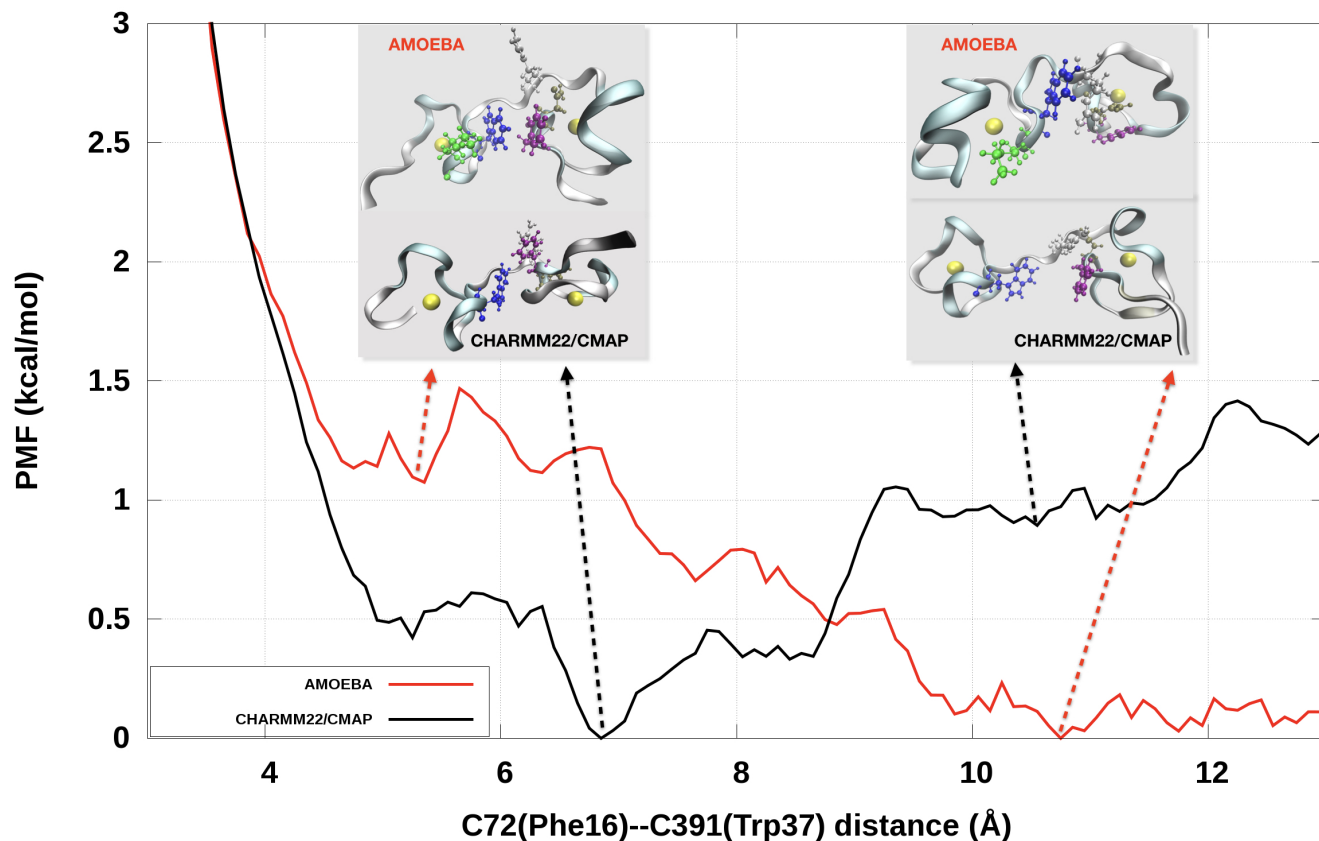 3
2.5
2
1.5
1
0.5
0
PMF (kcal/mol)
AMOEBA
AMOEBA
CHARMM22/CMAP
CHARMM22/CMAP
AMOEBA
CHARMM22/CMAP
4
6
8
10
12
C72(Phe16)--C391(Trp37) distance (Å)